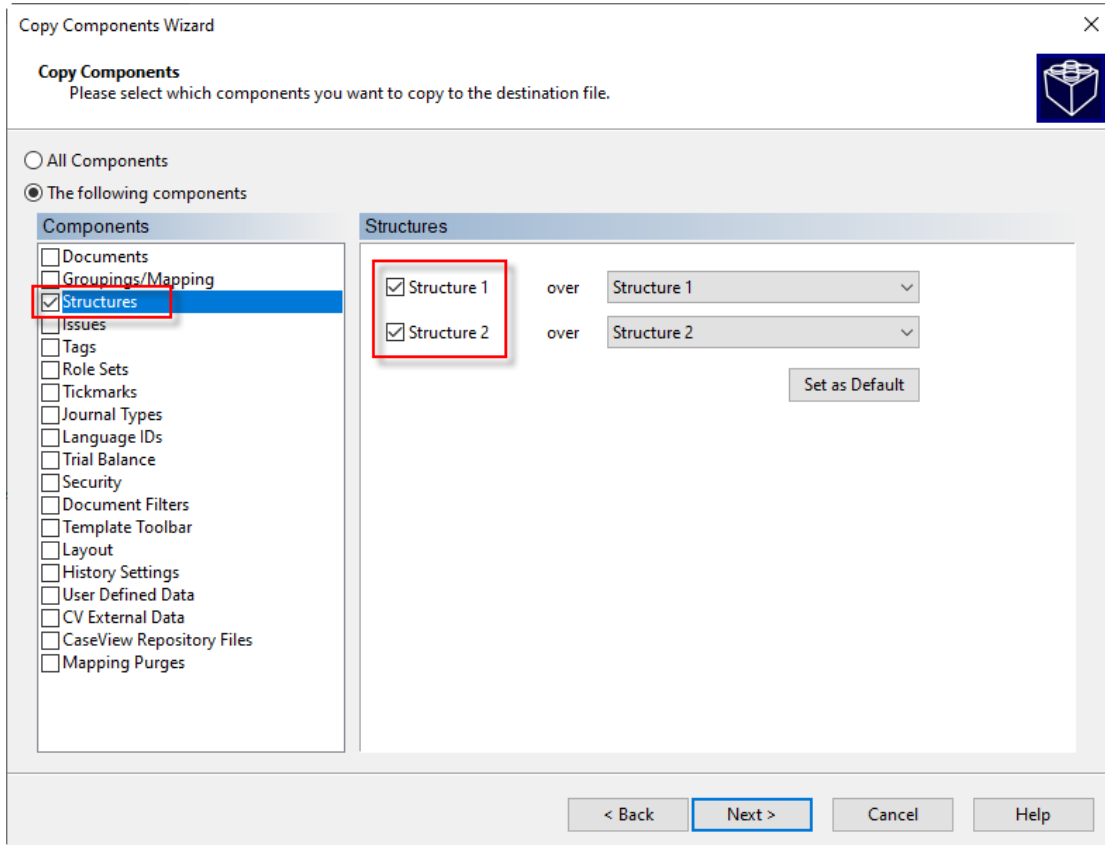 Copy Components Wizard
Copy Components
Please select which components you want to copy to the destination file.
All Components
The following components
Components
Documents
Groupings/Mapping
Structures
Issues
Tags
Role Sets
Tickmarks
Journal Types
Language IDs
Trial Balance
Security
Document Filters
Template Toolbar
Layout
History Settings
User Defined Data
CV External Data
CaseView Repository Files
Mapping Purges
Structures
Structure 1 over Structure 1
Structure 2 over Structure 2
Set as Default
< Back Next > Cancel Help